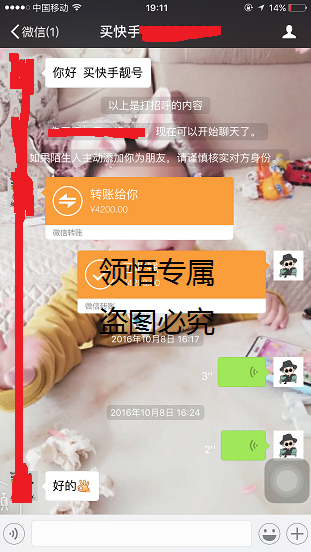 中国移动
19:11
14%
微信(1)
买快手
你好 买快手靓号
以上是打招呼的内容
现在可以开始聊天了。
如果陌生人主动添加你为朋友，请谨慎核实对方身份。
转账给你
¥4200.00
微信转账
领悟专属
微信转账
盗图必究
2016年10月8日 16:17
3"
2016年10月8日 16:24
2"
好的